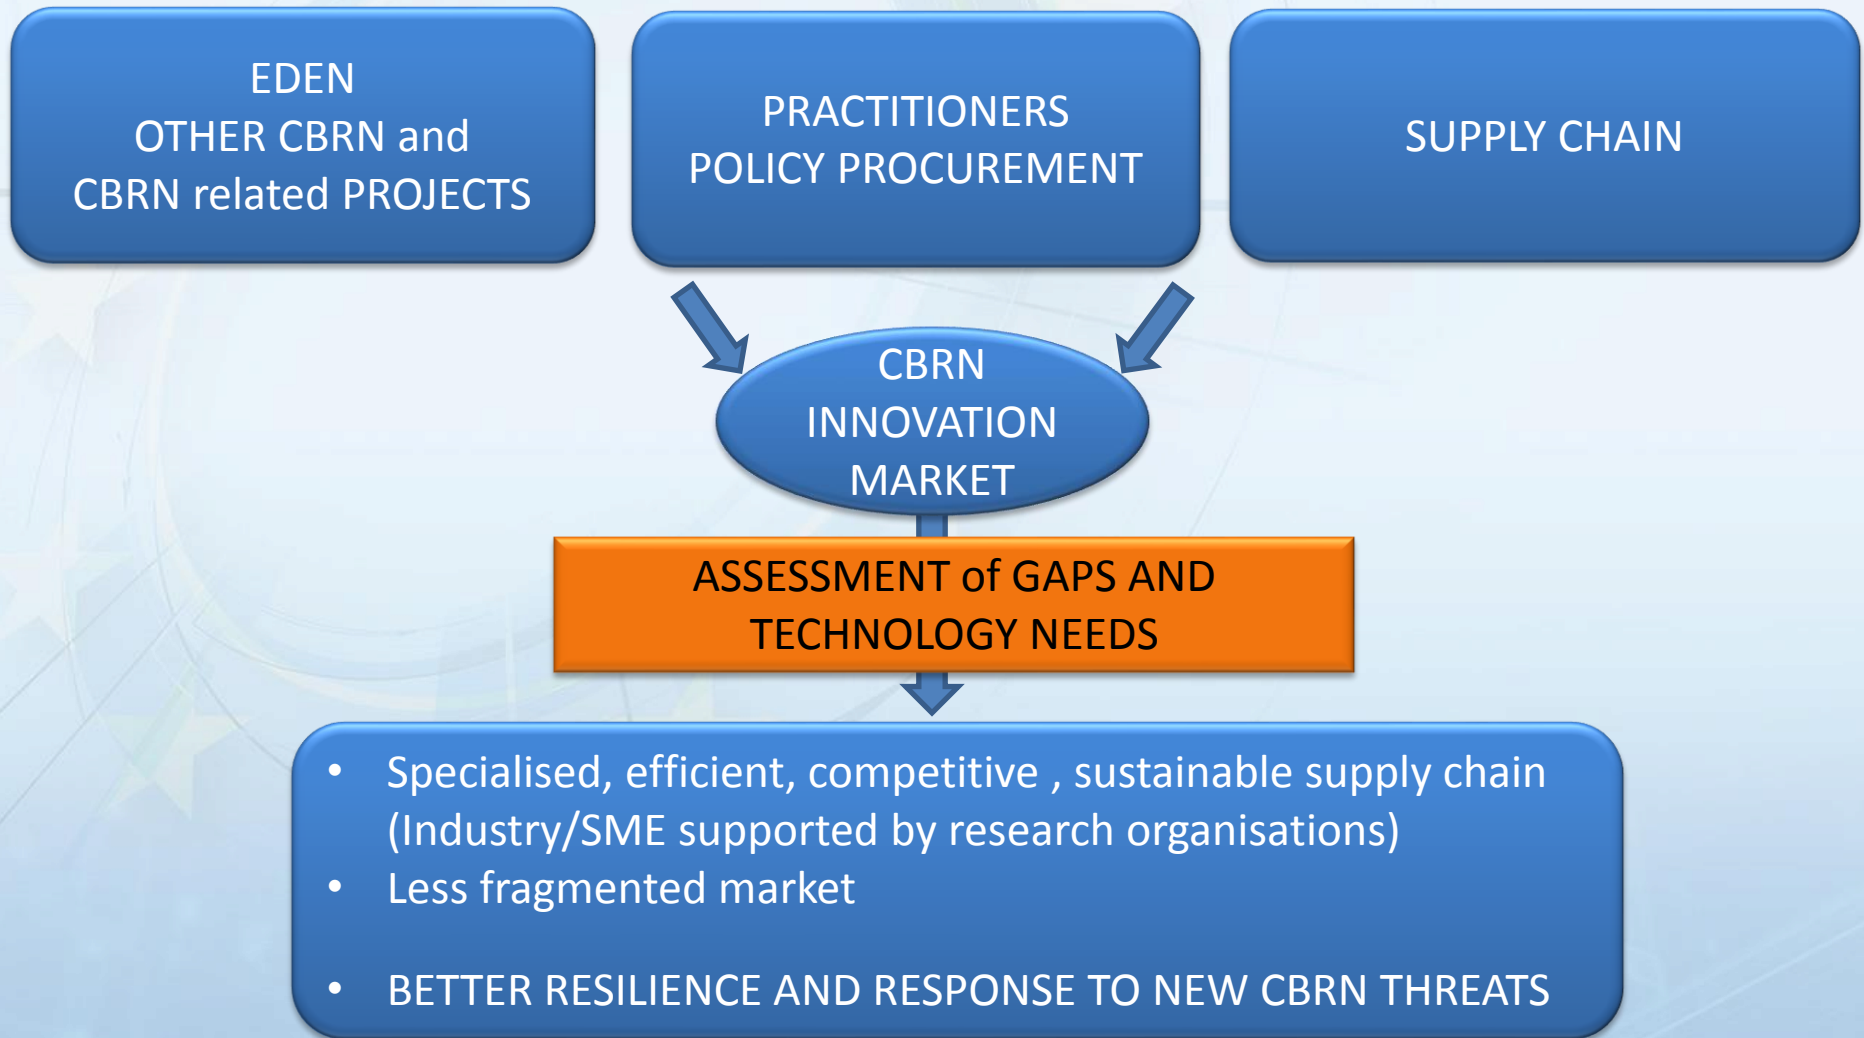 EDEN
OTHER CBRN and
CBRN related PROJECTS
PRACTITIONERS
POLICY PROCUREMENT
SUPPLY CHAIN
CBRN
INNOVATION
MARKET
ASSESSMENT of GAPS AND
TECHNOLOGY NEEDS
• Specialised, efficient, competitive , sustainable supply chain
(Industry/SME supported by research organisations)
• Less fragmented market
• BETTER RESILIENCE AND RESPONSE TO NEW CBRN THREATS